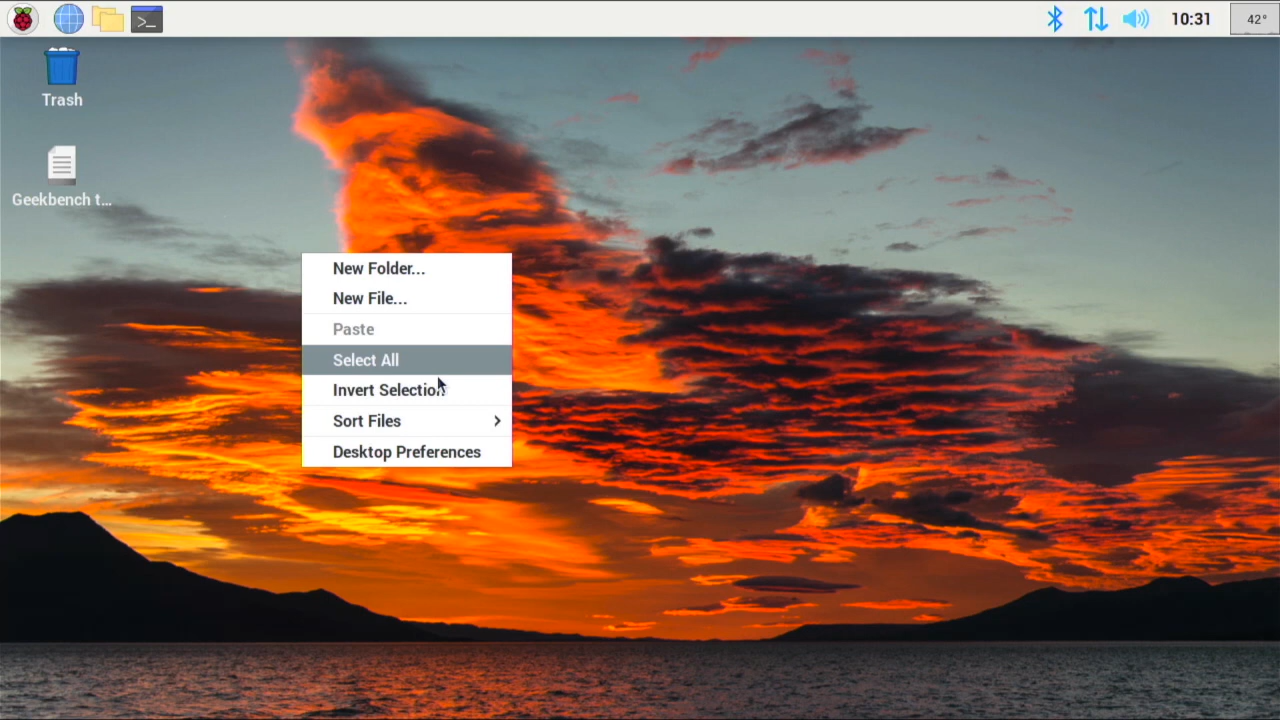 10:31
42°
Trash
Geekbench t...
New Folder...
New File...
Paste
Select All
Invert Selection
Sort Files
Desktop Preferences